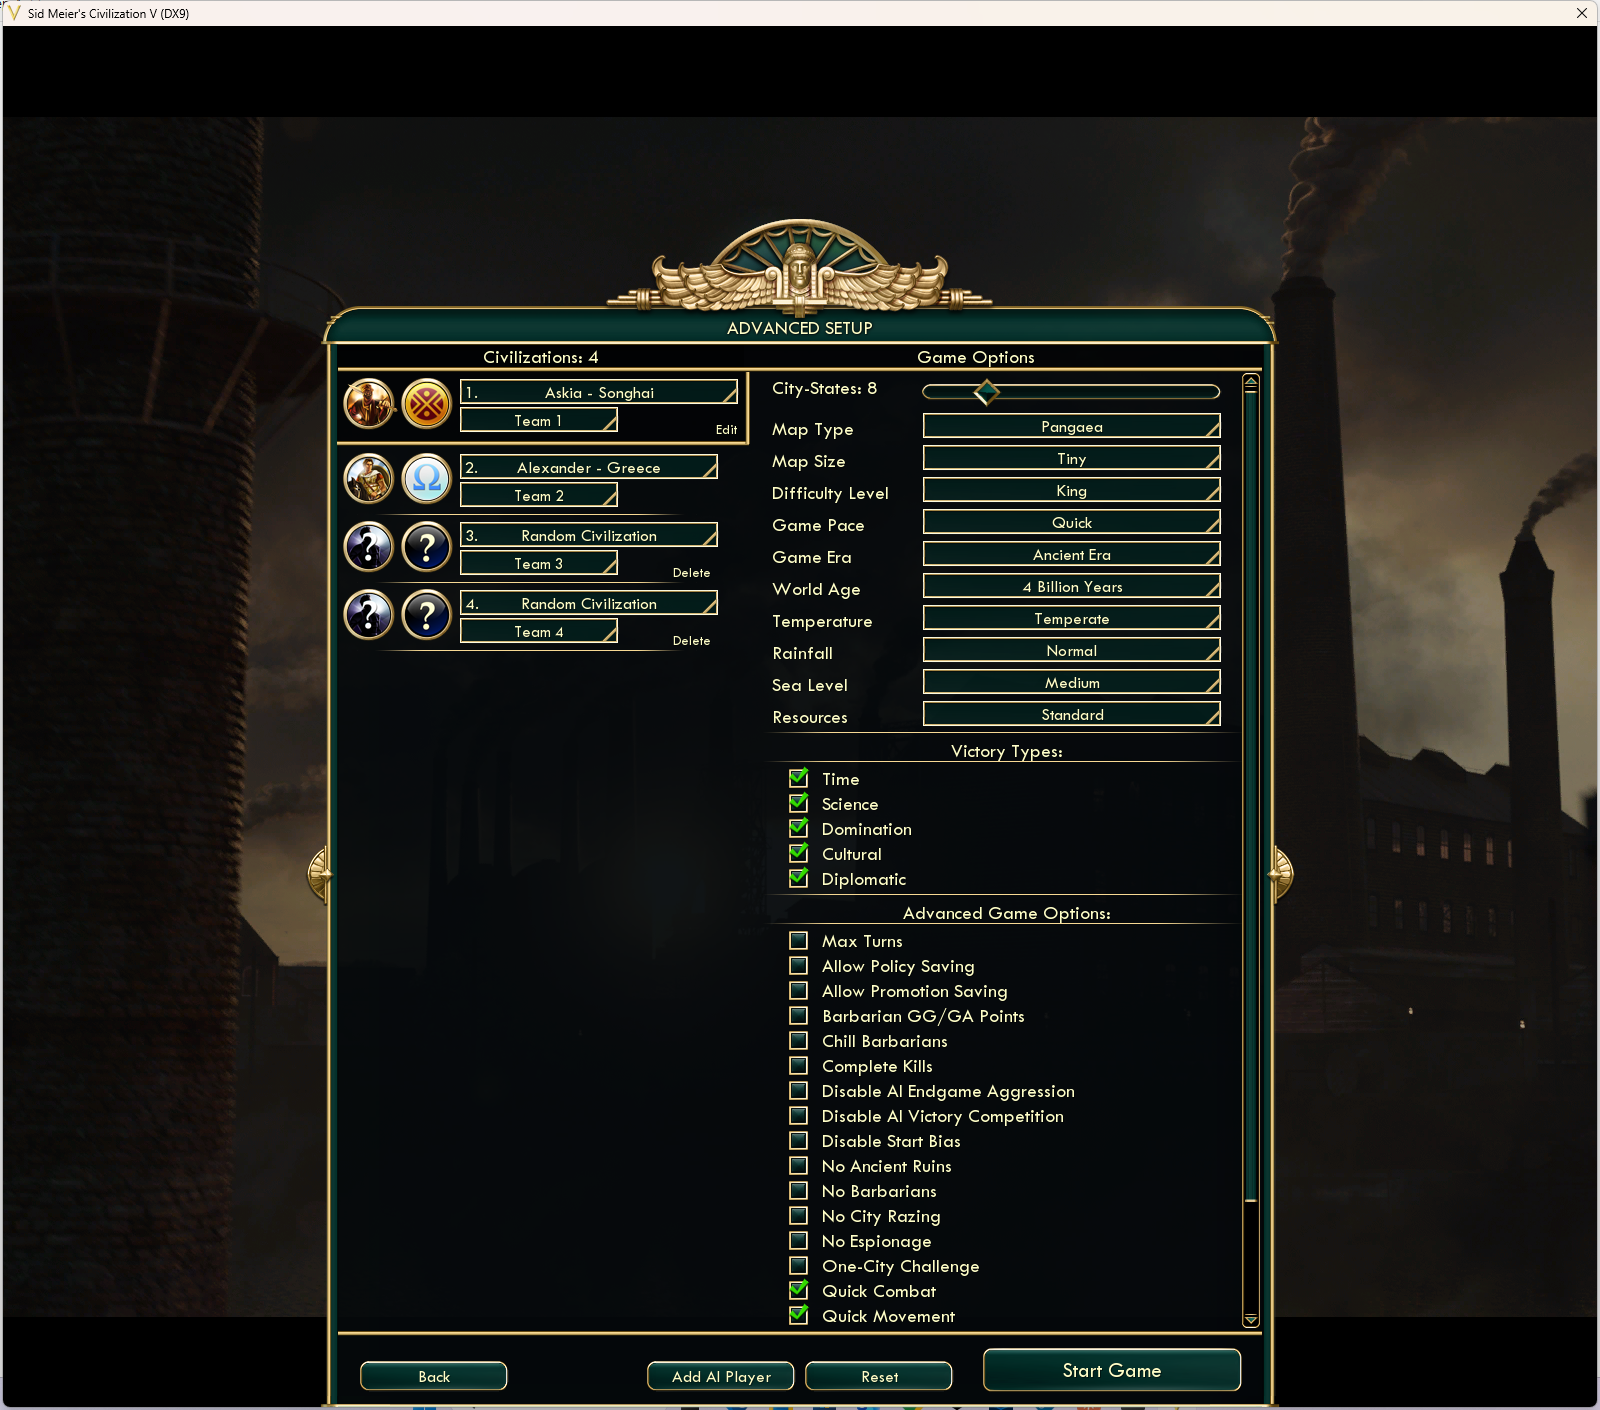 Sid Meier's Civilization V (DX9)
ADVANCED SETUP
Civilizations: 4
1. Askia - Songhai
Team 1
Edit
2. Alexander - Greece
Team 2
3. Random Civilization
Team 3
Delete
4. Random Civilization
Team 4
Delete
Game Options
City-States: 8
Map Type Pangaea
Map Size Tiny
Difficulty Level King
Game Pace Quick
Game Era Ancient Era
World Age 4 Billion Years
Temperature Temperate
Rainfall Normal
Sea Level Medium
Resources Standard
Victory Types:
Time
Science
Domination
Cultural
Diplomatic
Advanced Game Options:
Max Turns
Allow Policy Saving
Allow Promotion Saving
Barbarian GG/GA Points
Chill Barbarians
Complete Kills
Disable AI Endgame Aggression
Disable AI Victory Competition
Disable Start Bias
No Ancient Ruins
No Barbarians
No City Razing
No Espionage
One-City Challenge
Quick Combat
Quick Movement
Back
Add AI Player
Reset
Start Game